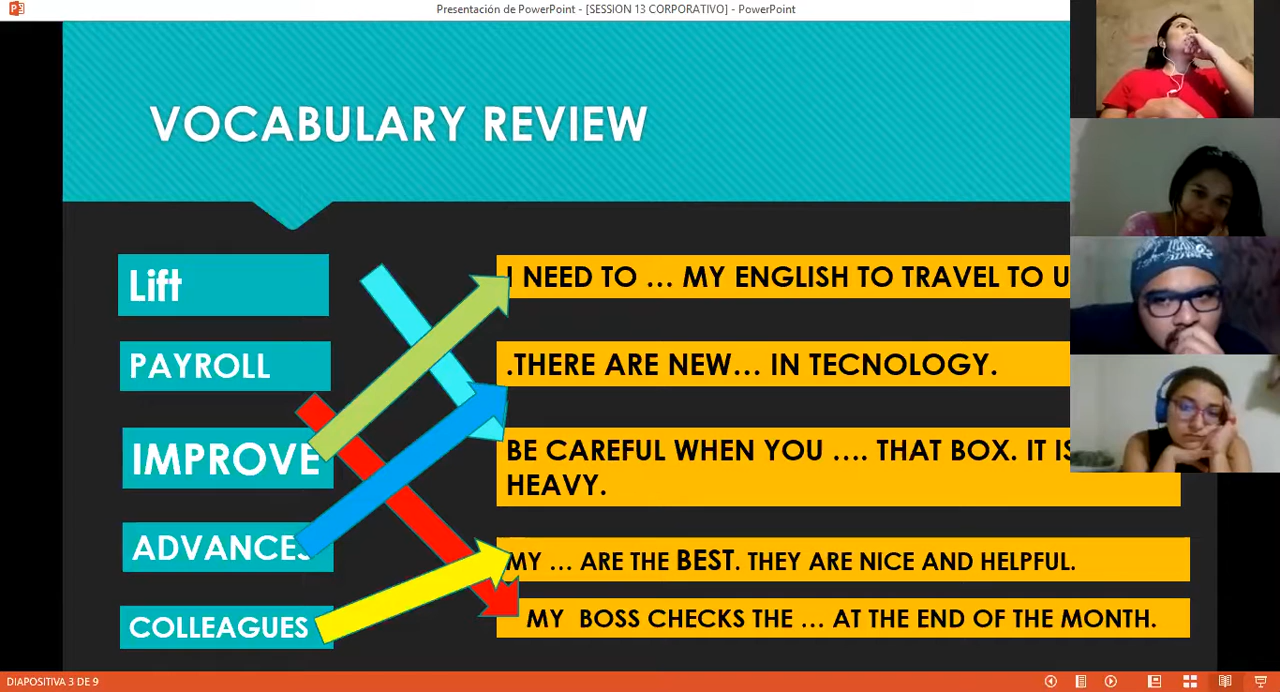 Presentación de PowerPoint - [SESSION 13 CORPORATIVO] - PowerPoint
VOCABULARY REVIEW
Lift
PAYROLL
IMPROVE
ADVANCES
COLLEAGUES
I NEED TO … MY ENGLISH TO TRAVEL TO
.THERE ARE NEW… IN TECNOLOGY.
BE CAREFUL WHEN YOU …. THAT BOX. IT IS
HEAVY.
MY … ARE THE BEST. THEY ARE NICE AND HELPFUL.
MY BOSS CHECKS THE … AT THE END OF THE MONTH.
DIAPOSITIVA 3 DE 9